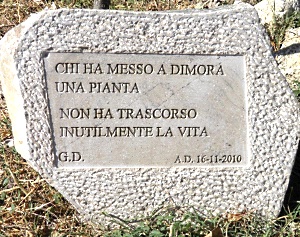 CHI HA MESSO A DIMORA
UNA PIANTA
NON HA TRASCORSO
INUTILMENTE LA VITA
G.D. A.D. 16-11-2010